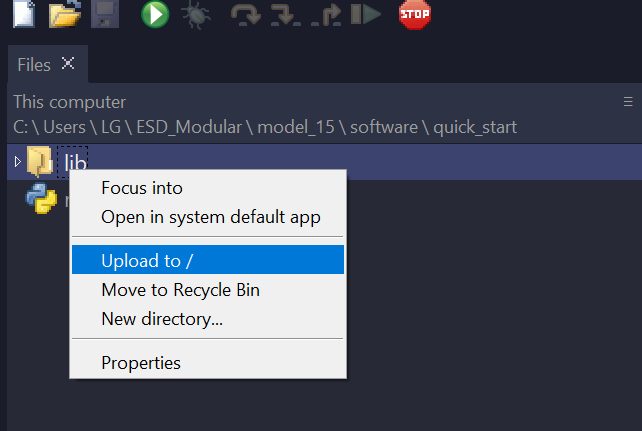 STOP
Files
This computer
C: \ Users \ LG \ ESD_Modular \ model_15 \ software \ quick_start
lib
Focus into
Open in system default app
Upload to /
Move to Recycle Bin
New directory...
Properties